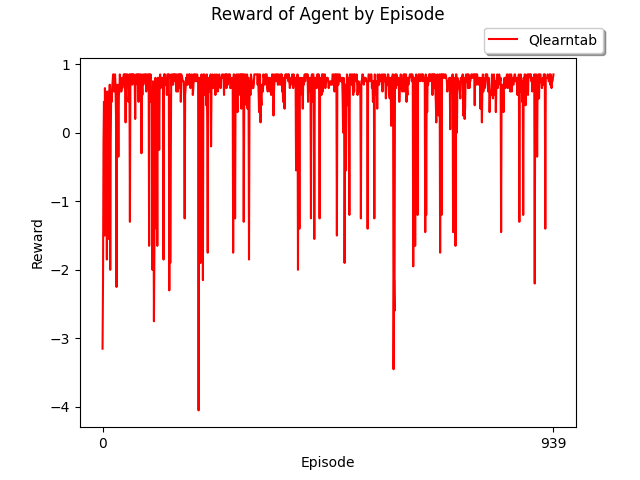 Reward of Agent by Episode
Qlearntab
1
0
−1
−2
−3
−4
Reward
0
939
Episode